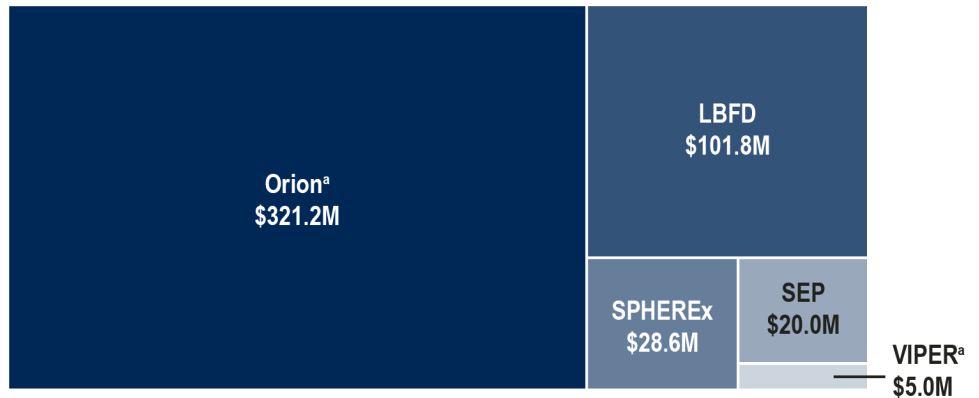 Orionª
$321.2M
LBFD
$101.8M
SPHEREx
$28.6M
SEP
$20.0M
VIPERª
$5.0M